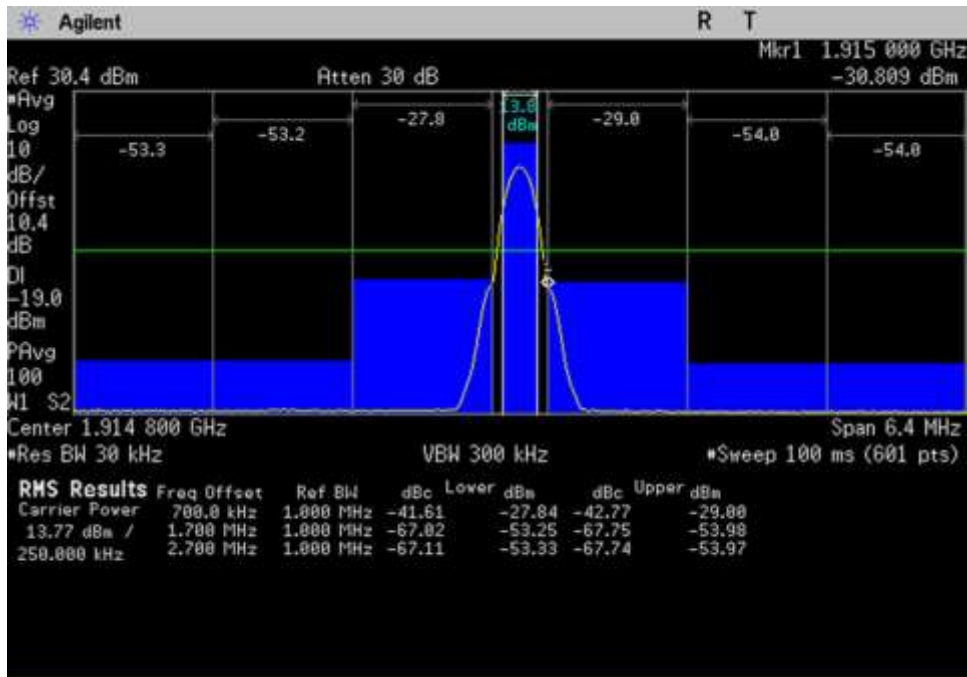 Agilent R T
Mkr1 1.915 000 GHz
Ref 30.4 dBm Atten 30 dB -30.809 dBm
#Avg
Log
10
dB/
Offst
10.4
dB
DI
-19.0
dBm
PAvg
100
W1 S2
-53.3 -53.2 -27.8 13.8 dBm -29.0 -54.0 -54.0
Center 1.914 800 GHz Span 6.4 MHz
#Res BW 30 kHz VBW 300 kHz #Sweep 100 ms (601 pts)
RMS Results Freq Offset Ref BW dBc Lower dBm dBc Upper dBm
Carrier Power 700.0 kHz 1.000 MHz -41.61 -27.84 -42.77 -29.00
13.77 dBm / 1.700 MHz 1.000 MHz -67.02 -53.25 -67.75 -53.98
250.000 kHz 2.700 MHz 1.000 MHz -67.11 -53.33 -67.74 -53.97